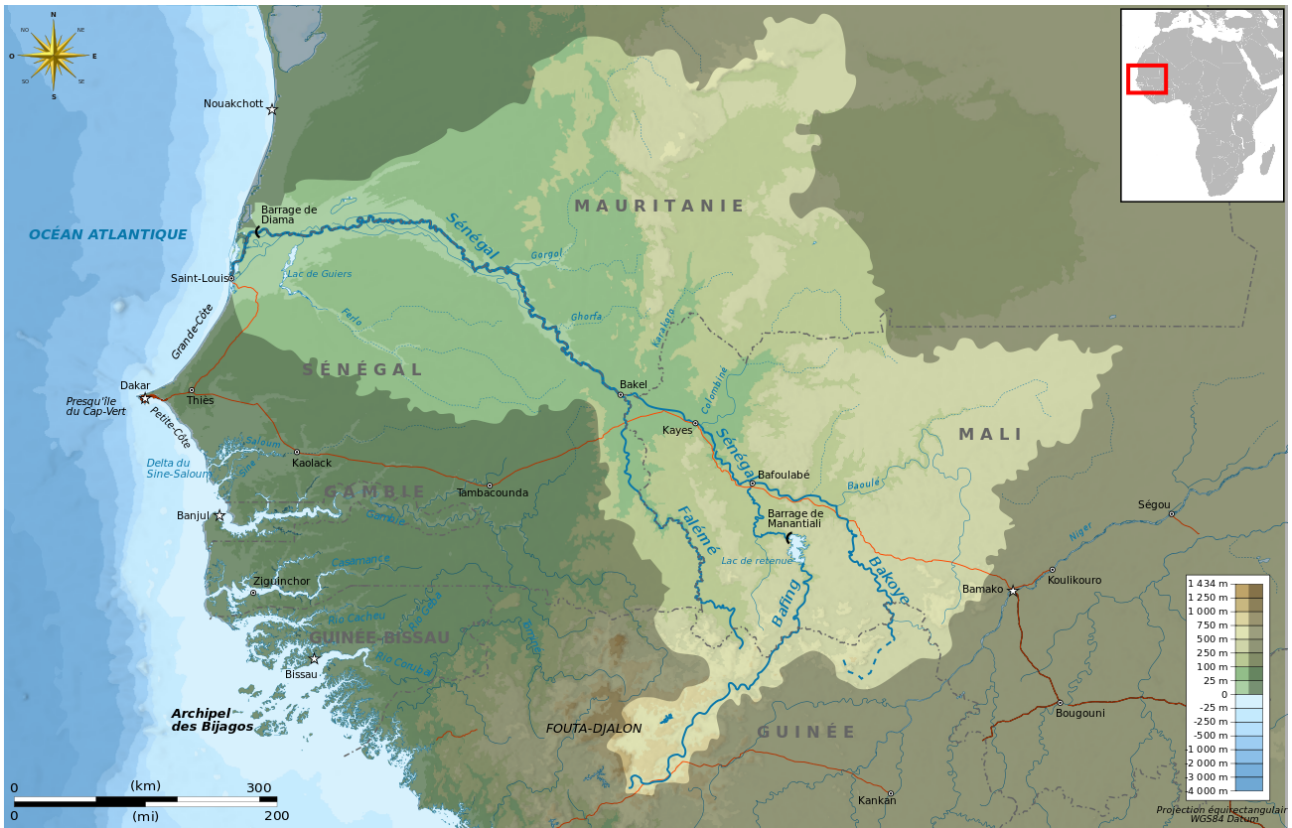 N
NO
NE
O
E
SO
SE
S
Nouakchott
MAURITANIE
Barrage de
Diama
OCÉAN ATLANTIQUE
Sénégal
Gorgol
Saint-Louis
Lac de Guiers
Ferlo
Ghorfa
Karakoro
Grande-Côte
SÉNÉGAL
Dakar
Presqu'île
du Cap-Vert
Thiès
Petite-Côte
Bakel
Colombiné
Kayes
Sénégal
MALI
Saloum
Sine
Kaolack
Delta du
Sine-Saloum
Bafoulabé
Baoulé
GAMBIE
Tambacounda
Barrage de
Manantiali
Ségou
Banjul
Gambie
Falémé
Niger
Lac de retenue
Casamance
Ziguinchor
Bakoye
Bafing
Koulikouro
Bamako
Rio Cacheu
Rio Geba
GUINÉE-BISSAU
Rio Corubal
Bissau
Archipel
des Bijagos
FOUTA-DJALON
GUINÉE
Bougouni
Kankan
1 434 m
1 250 m
1 000 m
750 m
500 m
250 m
100 m
25 m
0
-25 m
-250 m
-500 m
-1 000 m
-2 000 m
-3 000 m
-4 000 m
0 (km) 300
0 (mi) 200
Projection équirectangulaire
WGS84 Datum